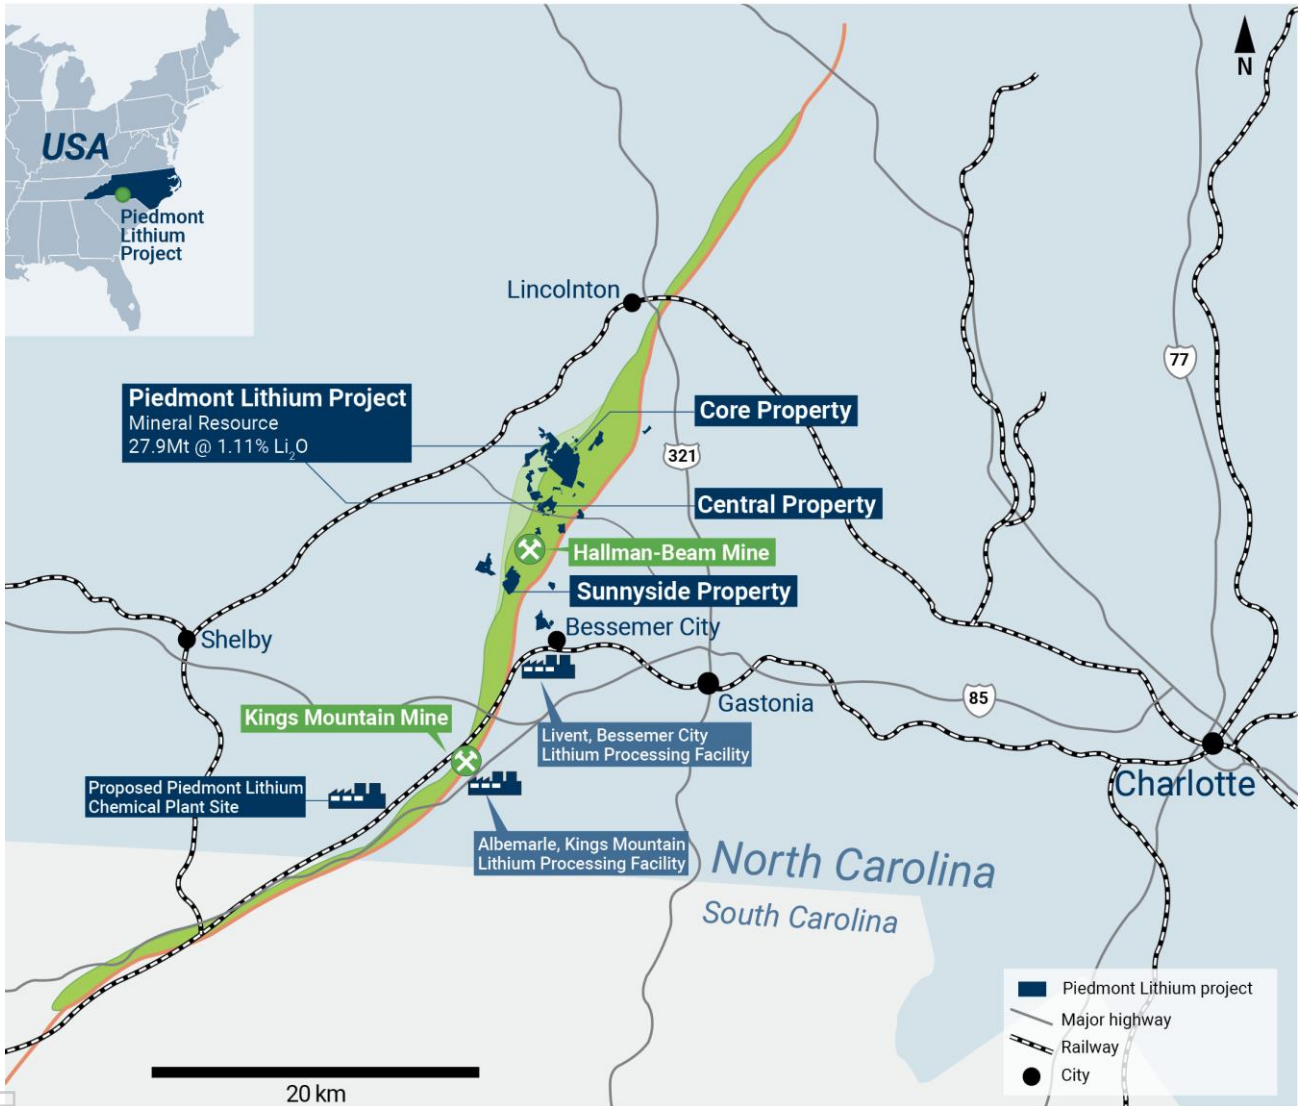 USA
Piedmont
Lithium
Project
N
Lincolnton
77
Piedmont Lithium Project
Mineral Resource
27.9Mt @ 1.11% Li₂O
Core Property
321
Central Property
Hallman-Beam Mine
Sunnyside Property
Bessemer City
Shelby
Gastonia
85
Kings Mountain Mine
Livent, Bessemer City
Lithium Processing Facility
Charlotte
Proposed Piedmont Lithium
Chemical Plant Site
Albemarle, Kings Mountain
Lithium Processing Facility
North Carolina
South Carolina
Piedmont Lithium project
Major highway
Railway
City
20 km